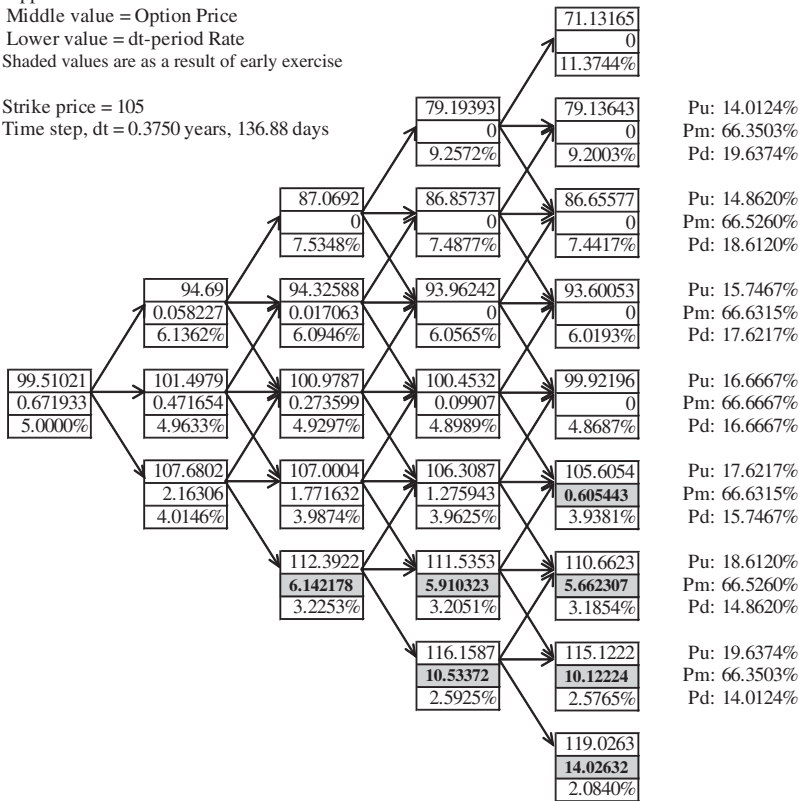 Middle value = Option Price
Lower value = dt-period Rate
Shaded values are as a result of early exercise
Strike price = 105
Time step, dt = 0.3750 years, 136.88 days
71.13165
0
11.3744%
79.19393
0
9.2572%
79.13643
0
9.2003%
Pu: 14.0124%
Pm: 66.3503%
Pd: 19.6374%
87.0692
0
7.5348%
86.85737
0
7.4877%
86.65577
0
7.4417%
Pu: 14.8620%
Pm: 66.5260%
Pd: 18.6120%
94.69
0.058227
6.1362%
94.32588
0.017063
6.0946%
93.96242
0
6.0565%
93.60053
0
6.0193%
Pu: 15.7467%
Pm: 66.6315%
Pd: 17.6217%
99.51021
0.671933
5.0000%
101.4979
0.471654
4.9633%
100.9787
0.273599
4.9297%
100.4532
0.09907
4.8989%
99.92196
0
4.8687%
Pu: 16.6667%
Pm: 66.6667%
Pd: 16.6667%
107.6802
2.16306
4.0146%
107.0004
1.771632
3.9874%
106.3087
1.275943
3.9625%
105.6054
0.605443
3.9381%
Pu: 17.6217%
Pm: 66.6315%
Pd: 15.7467%
112.3922
6.142178
3.2253%
111.5353
5.910323
3.2051%
110.6623
5.662307
3.1854%
Pu: 18.6120%
Pm: 66.5260%
Pd: 14.8620%
116.1587
10.53372
2.5925%
115.1222
10.12224
2.5765%
Pu: 19.6374%
Pm: 66.3503%
Pd: 14.0124%
119.0263
14.02632
2.0840%